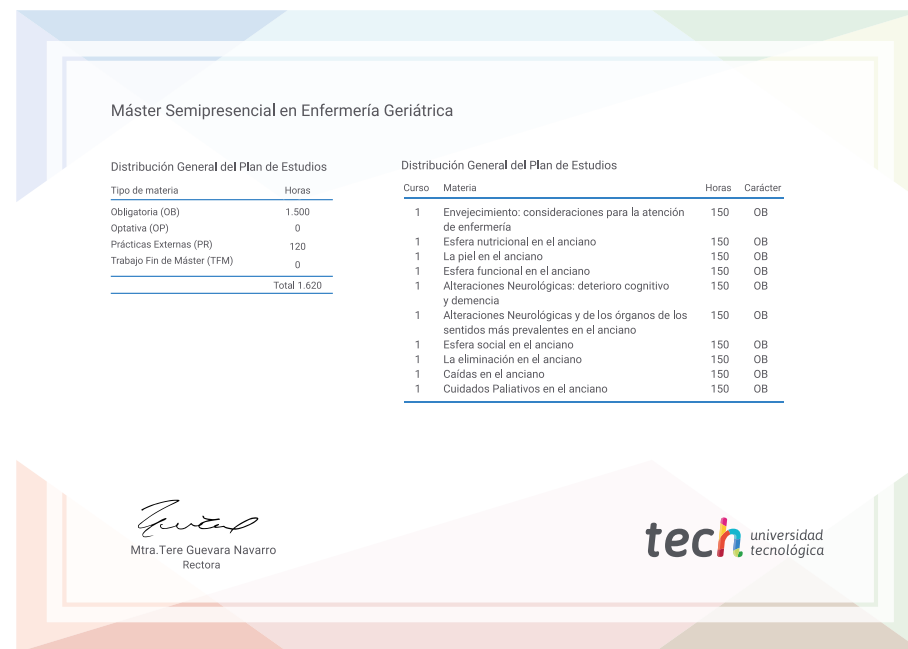 Máster Semipresencial en Enfermería Geriátrica
Distribución General del Plan de Estudios
Tipo de materia Horas
Obligatoria (OB) 1.500
Optativa (OP) 0
Prácticas Externas (PR) 120
Trabajo Fin de Máster (TFM) 0
Total 1.620
Distribución General del Plan de Estudios
Curso Materia Horas Carácter
1 Envejecimiento: consideraciones para la atención 150 OB
de enfermería
1 Esfera nutricional en el anciano 150 OB
1 La piel en el anciano 150 OB
1 Esfera funcional en el anciano 150 OB
1 Alteraciones Neurológicas: deterioro cognitivo 150 OB
y demencia
1 Alteraciones Neurológicas y de los órganos de los 150 OB
sentidos más prevalentes en el anciano
1 Esfera social en el anciano 150 OB
1 La eliminación en el anciano 150 OB
1 Caídas en el anciano 150 OB
1 Cuidados Paliativos en el anciano 150 OB
Mtra.Tere Guevara Navarro
Rectora
tech universidad
tecnológica